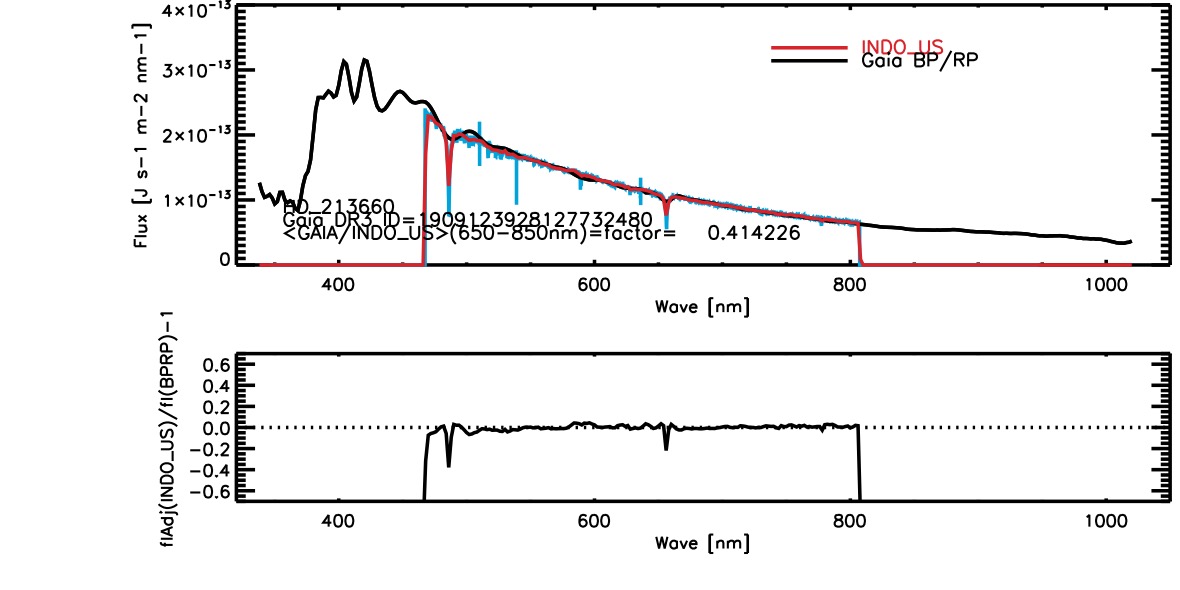 4×10−13
3×10−13
2×10−13
1×10−13
0
Flux [J s−1 m−2 nm−1]
INDO_US
Gaia BP/RP
HD_213660
Gaia DR3_ID=1909123928127732480
<GAIA/INDO_US>(650−850nm)=factor= 0.414226
400 600 800 1000
Wave [nm]
flAdj(INDO_US)/fl(BPRP)−1
0.6
0.4
0.2
0.0
−0.2
−0.4
−0.6
400 600 800 1000
Wave [nm]